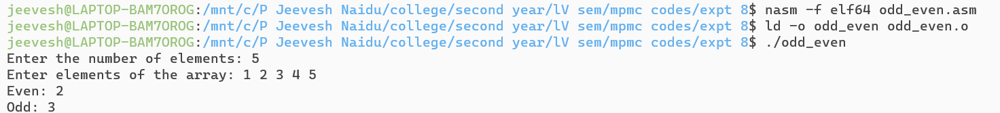 jeevesh@LAPTOP-BAM7OROG:/mnt/c/P Jeevesh Naidu/college/second year/lV sem/mpmc codes/expt 8$ nasm -f elf64 odd_even.asm
jeevesh@LAPTOP-BAM7OROG:/mnt/c/P Jeevesh Naidu/college/second year/lV sem/mpmc codes/expt 8$ ld -o odd_even odd_even.o
jeevesh@LAPTOP-BAM7OROG:/mnt/c/P Jeevesh Naidu/college/second year/lV sem/mpmc codes/expt 8$ ./odd_even
Enter the number of elements: 5
Enter elements of the array: 1 2 3 4 5
Even: 2
Odd: 3